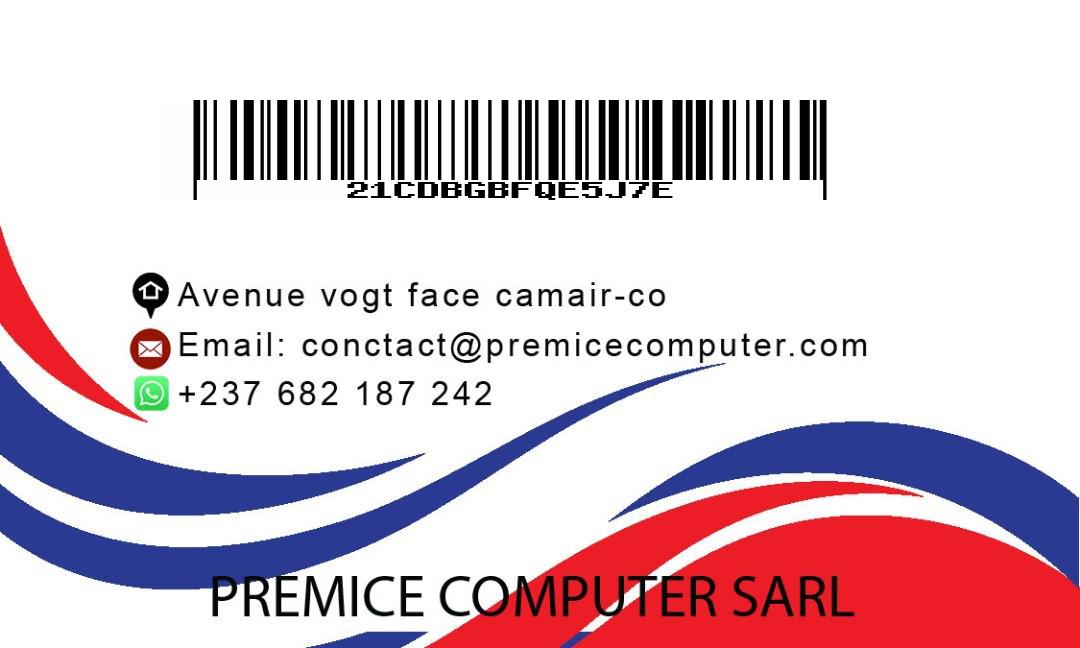 21CDBGBFQE5J7E
Avenue vogt face camair-co
Email: conctact@premicecomputer.com
+237 682 187 242
PREMICE COMPUTER SARL